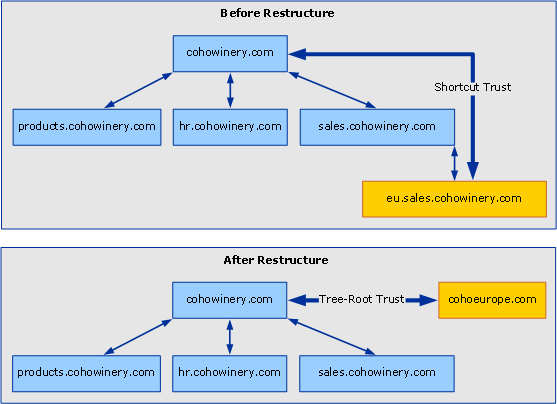 Before Restructure
cohowinery.com
Shortcut Trust
products.cohowinery.com
hr.cohowinery.com
sales.cohowinery.com
eu.sales.cohowinery.com
After Restructure
cohowinery.com
Tree-Root Trust
cohoeurope.com
products.cohowinery.com
hr.cohowinery.com
sales.cohowinery.com